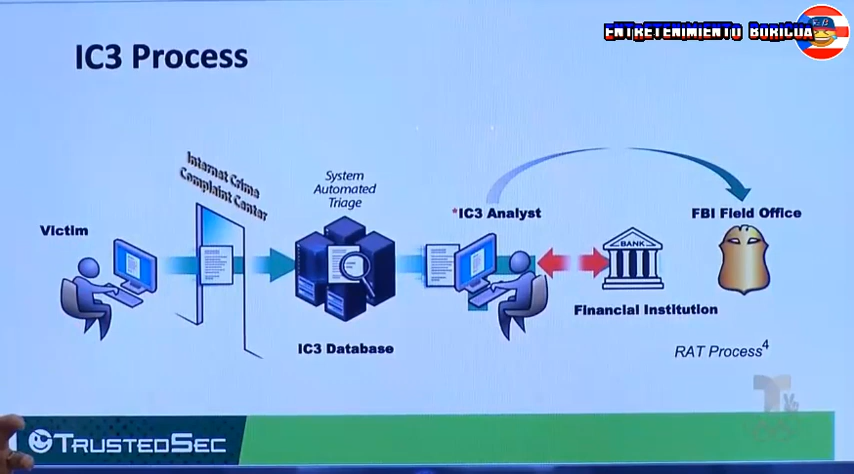 ENTRETENIMIENTO BORICUA
IC3 Process
Internet Crime
Complaint Center
System
Automated
Triage
Victim
*IC3 Analyst
FBI Field Office
BANK
Financial Institution
IC3 Database
RAT Process4
TRUSTEDSEC